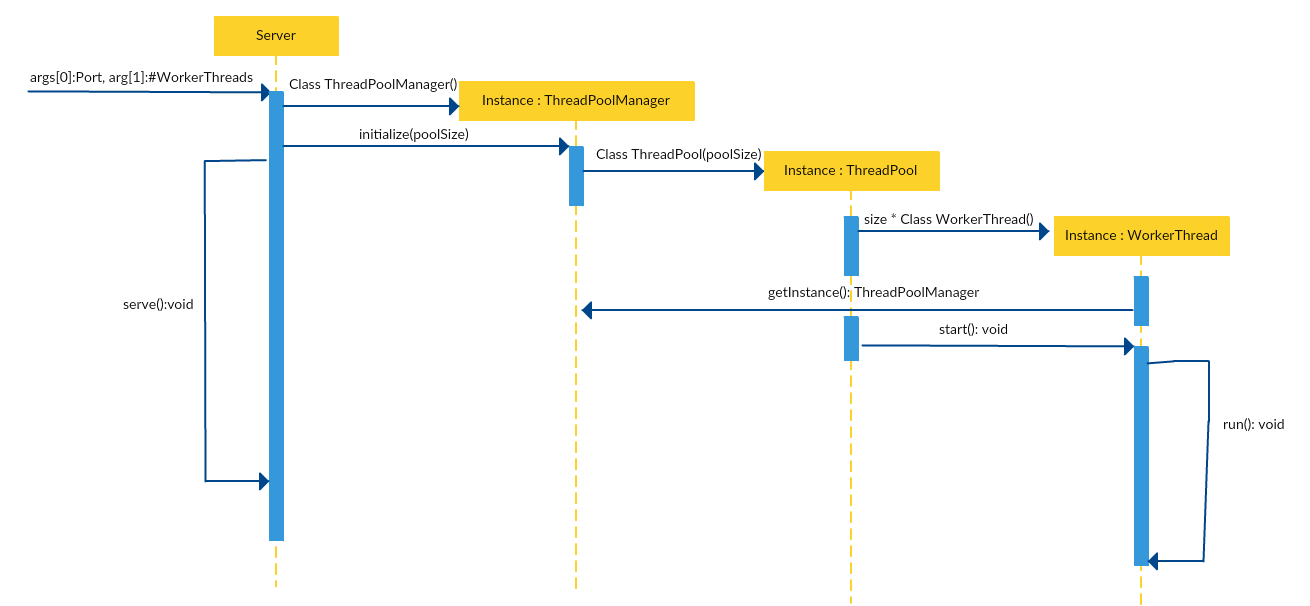 Server
args[0]:Port, arg[1]:#WorkerThreads
Class ThreadPoolManager()
Instance : ThreadPoolManager
initialize(poolSize)
Class ThreadPool(poolSize)
Instance : ThreadPool
size * Class WorkerThread()
Instance : WorkerThread
getInstance(): ThreadPoolManager
serve():void
start(): void
run(): void